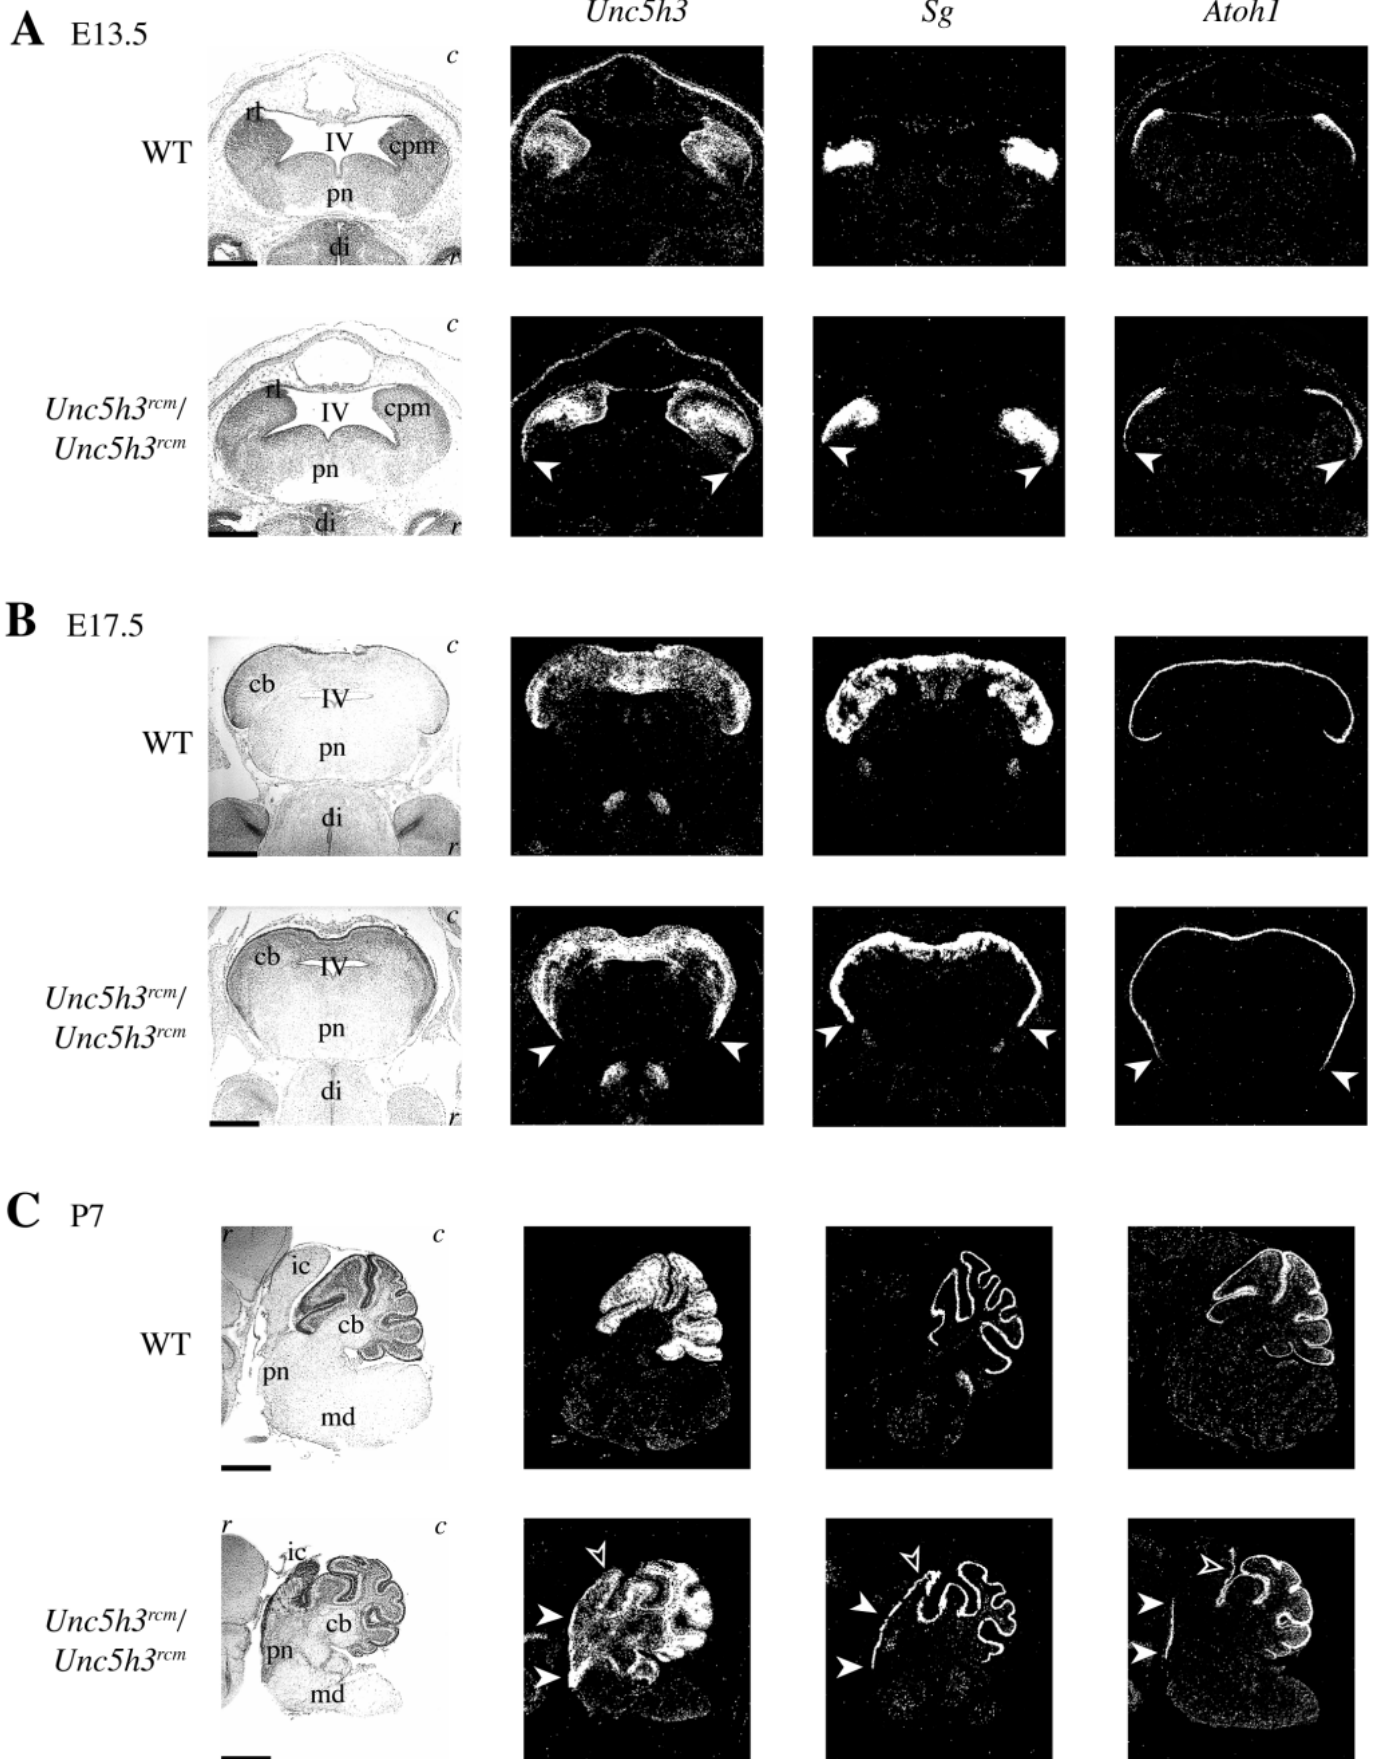 Unc5h3 Sg Atoh1
A E13.5
c
rl
WT
IV cpm
pn
di
r
c
rl
Unc5h3rcm/
Unc5h3rcm
IV cpm
pn
di
r
B E17.5
c
cb
IV
WT
pn
di
r
c
cb
IV
Unc5h3rcm/
Unc5h3rcm
pn
di
r
C P7
r c
ic
WT
cb
pn
md
r c
ic
Unc5h3rcm/
Unc5h3rcm
cb
pn
md